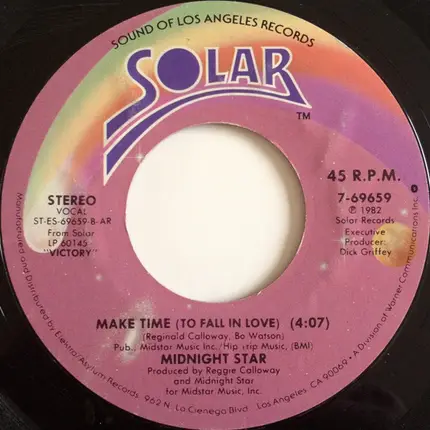 SOUND OF LOS ANGELES RECORDS
SOLAR
TM
STEREO
VOCAL
ST-ES-69659-B-AR
From Solar
LP 60145
"VICTORY"
45 R.P.M.
7-69659
℗ 1982
Solar Records
Executive
Producer:
Dick Griffey
MAKE TIME (TO FALL IN LOVE) (4:07)
(Reginald Calloway, Bo Watson)
Pub., Midstar Music Inc./Hip Trip Music, (BMI)
MIDNIGHT STAR
Produced by Reggie Calloway
and Midnight Star
for Midstar Music, Inc.
Manufactured and Distributed by Elektra/Asylum Records 962 N. La Cienega Blvd. Los Angeles, CA 90069 • A Division of Warner Communications Inc. O